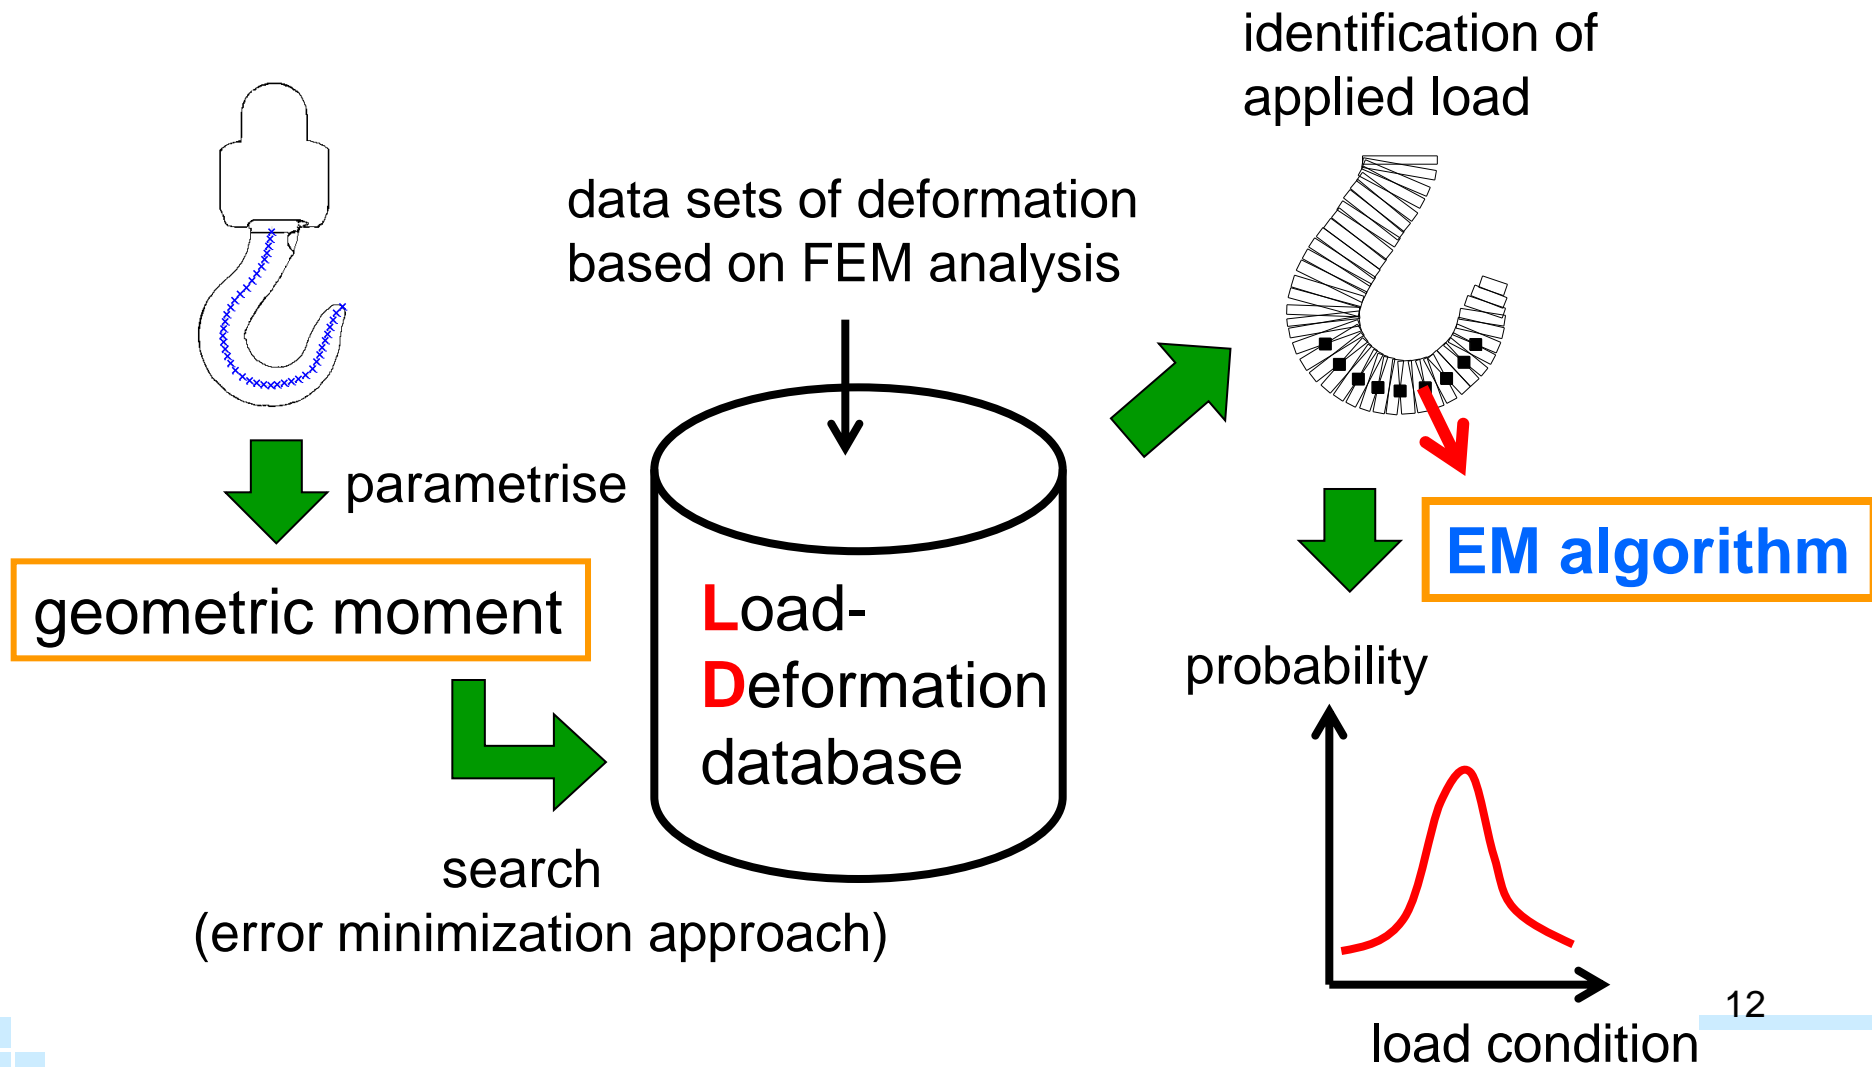 identification of
applied load
data sets of deformation
based on FEM analysis
parametrise
geometric moment
EM algorithm
Load-
Deformation
database
probability
search
(error minimization approach)
load condition
12